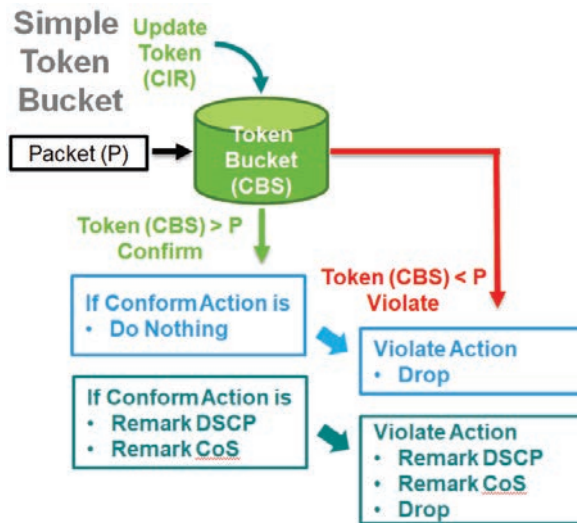 Simple
Token
Bucket
Update
Token
(CIR)
Packet (P)
Token
Bucket
(CBS)
Token (CBS) > P
Confirm
Token (CBS) < P
Violate
If Conform Action is
• Do Nothing
Violate Action
• Drop
If Conform Action is
• Remark DSCP
• Remark CoS
Violate Action
• Remark DSCP
• Remark CoS
• Drop